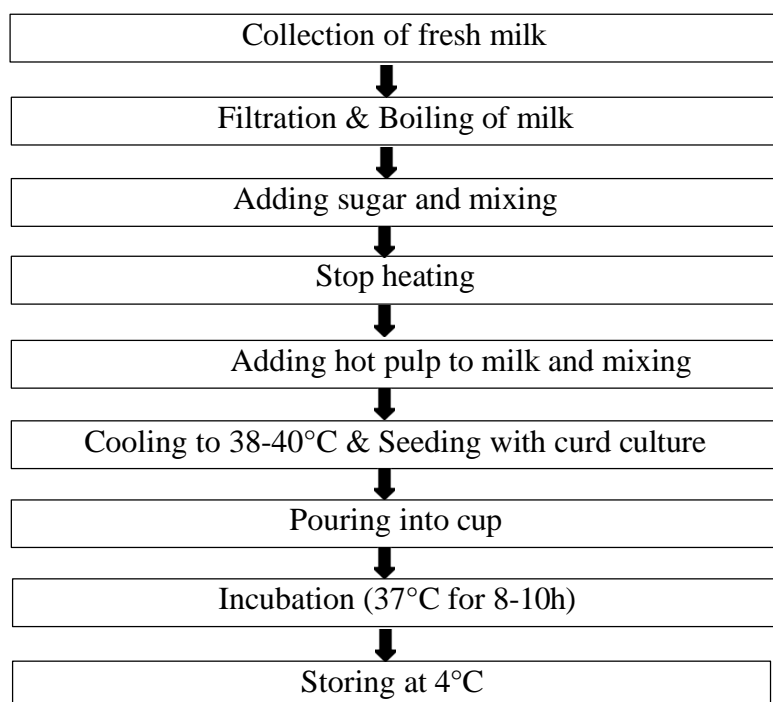 Collection of fresh milk
Filtration & Boiling of milk
Adding sugar and mixing
Stop heating
Adding hot pulp to milk and mixing
Cooling to 38-40°C & Seeding with curd culture
Pouring into cup
Incubation (37°C for 8-10h)
Storing at 4°C